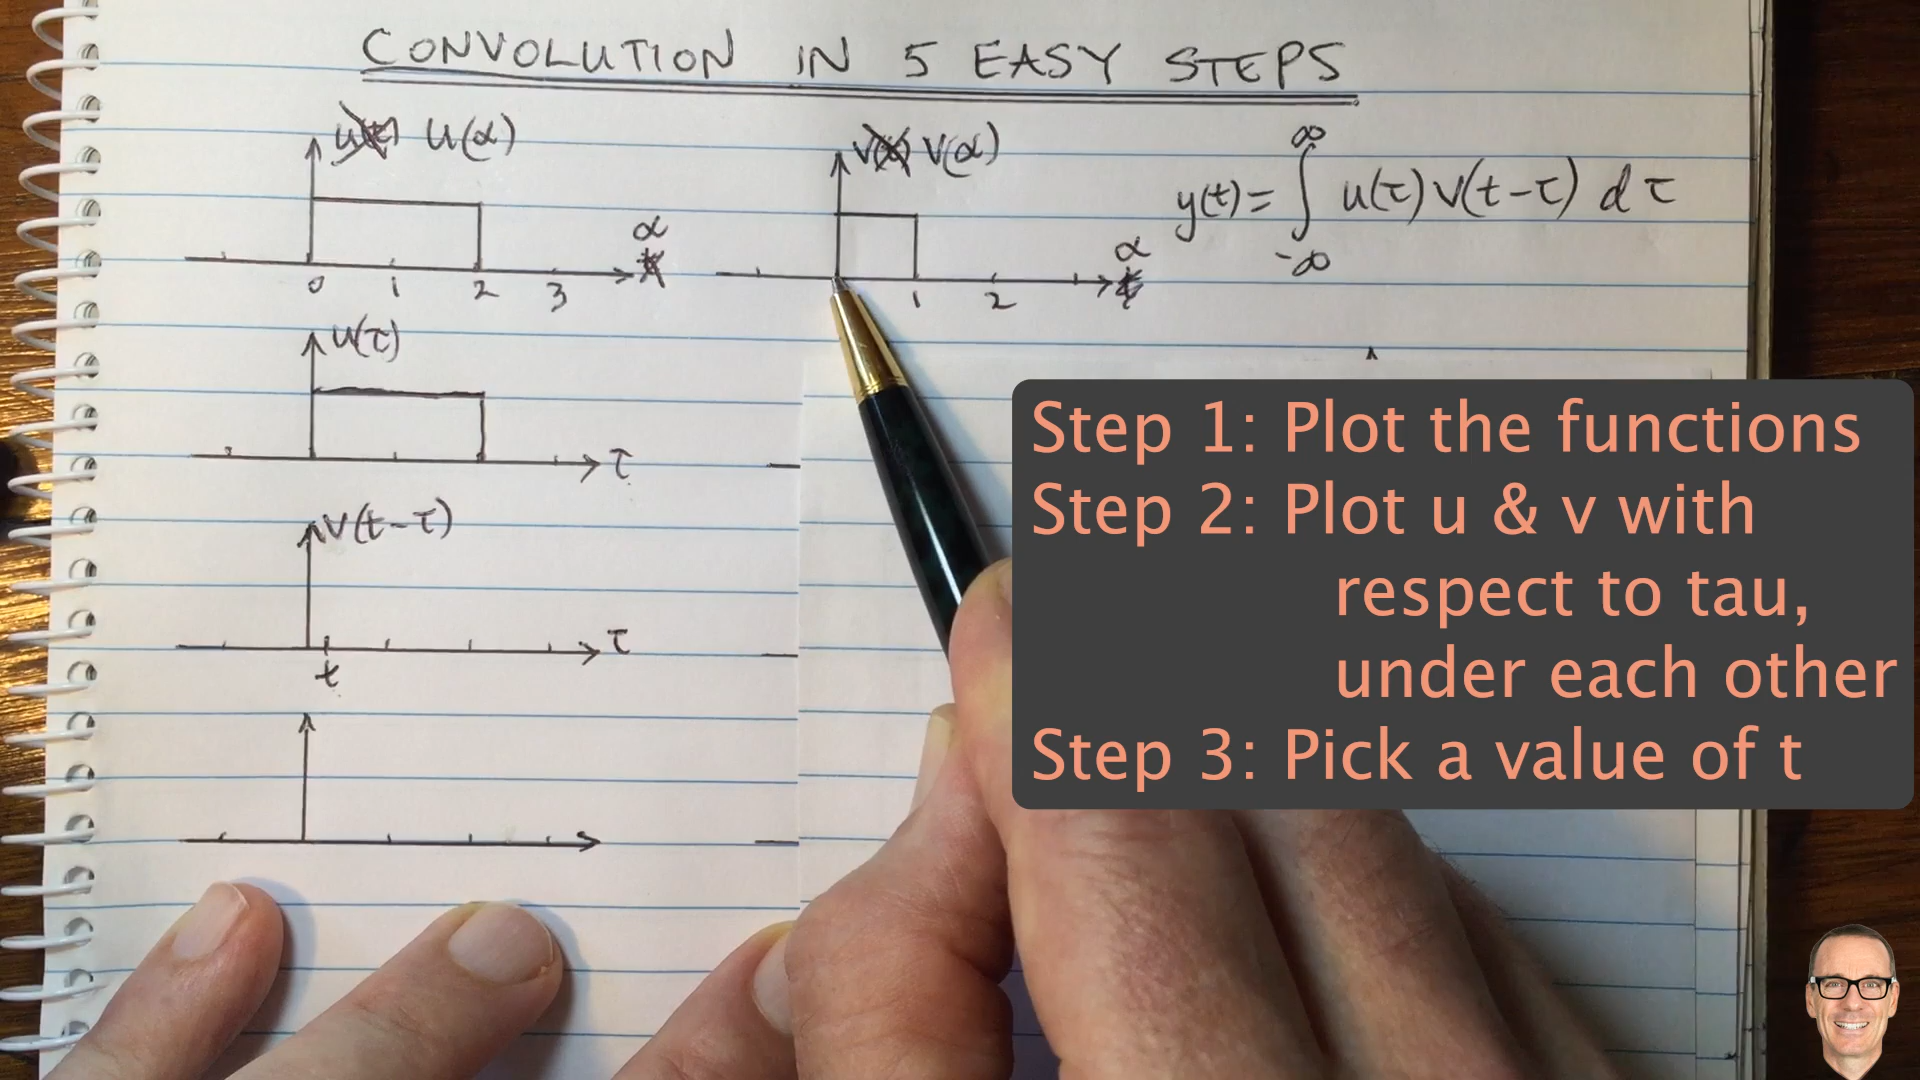 CONVOLUTION IN 5 EASY STEPS
u(α)
v(α)
y(t) = ∫ u(τ) v(t-τ) dτ
∞
-∞
α
α
0 1 2 3
1 2
u(τ)
τ
v(t-τ)
τ
t
Step 1: Plot the functions
Step 2: Plot u & v with
respect to tau,
under each other
Step 3: Pick a value of t